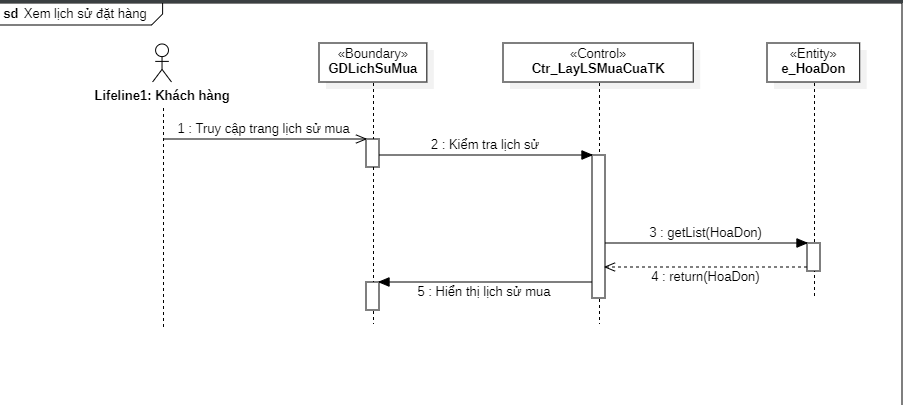 sd Xem lịch sử đặt hàng
«Boundary»
GDLichSuMua
«Control»
Ctr_LayLSMuaCuaTK
«Entity»
e_HoaDon
Lifeline1: Khách hàng
1 : Truy cập trang lịch sử mua
2 : Kiểm tra lịch sử
3 : getList(HoaDon)
4 : return(HoaDon)
5 : Hiển thị lịch sử mua